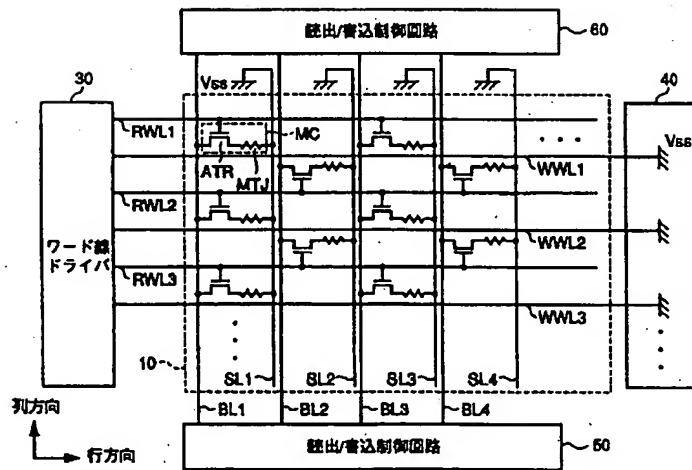 読出/書込制御回路
60
30
40
VSS
VSS
RWL1
MC
ATR
MTJ
WWL1
RWL2
ワード線
ドライバ
WWL2
RWL3
WWL3
10
SL1
SL2
SL3
SL4
列方向
BL1
BL2
BL3
BL4
行方向
読出/書込制御回路
50